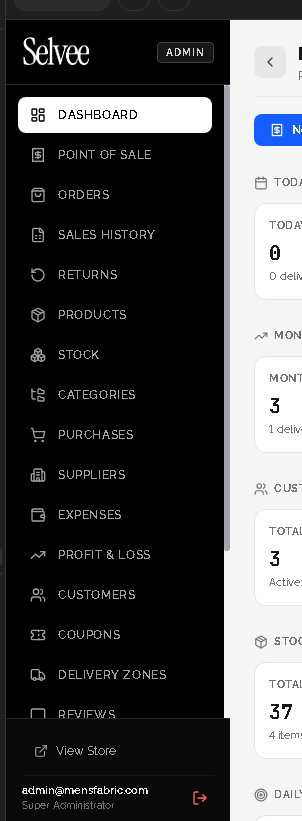 Selvee
ADMIN
DASHBOARD
POINT OF SALE
ORDERS
SALES HISTORY
RETURNS
PRODUCTS
STOCK
CATEGORIES
PURCHASES
SUPPLIERS
EXPENSES
PROFIT & LOSS
CUSTOMERS
COUPONS
DELIVERY ZONES
REVIEWS
View Store
admin@mensfabric.com
Super Administrator
TODA
TODAY
0
0 deliv
MON
MONT
3
1 deliv
CUST
TOTAL
3
Active:
STOC
TOTAL
37
4 items
DAILY